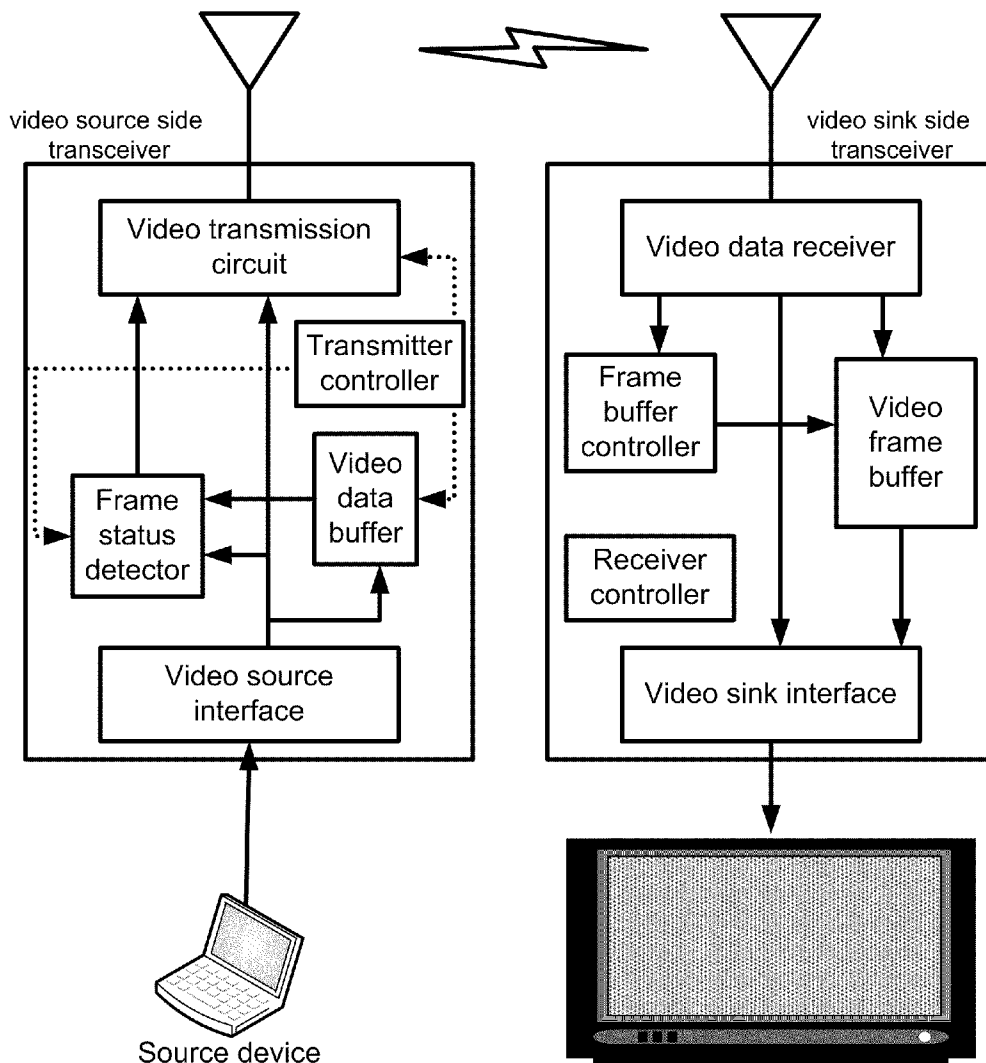 video source side
transceiver
video sink side
transceiver
Video transmission
circuit
Transmitter
controller
Video
data
buffer
Frame
status
detector
Video source
interface
Source device
Video data receiver
Frame
buffer
controller
Video
frame
buffer
Receiver
controller
Video sink interface